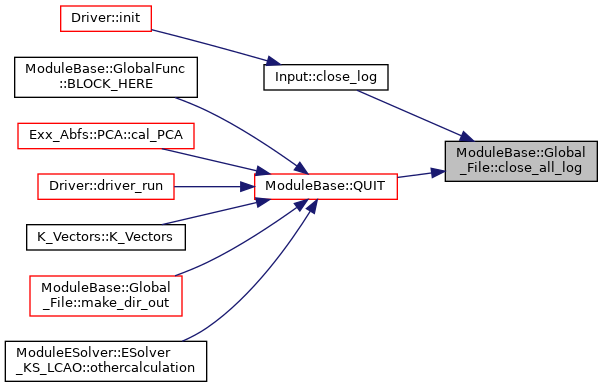 Driver::init
ModuleBase::GlobalFunc
::BLOCK_HERE
Input::close_log
Exx_Abfs::PCA::cal_PCA
ModuleBase::Global
_File::close_all_log
Driver::driver_run
ModuleBase::QUIT
K_Vectors::K_Vectors
ModuleBase::Global
_File::make_dir_out
ModuleESolver::ESolver
_KS_LCAO::othercalculation